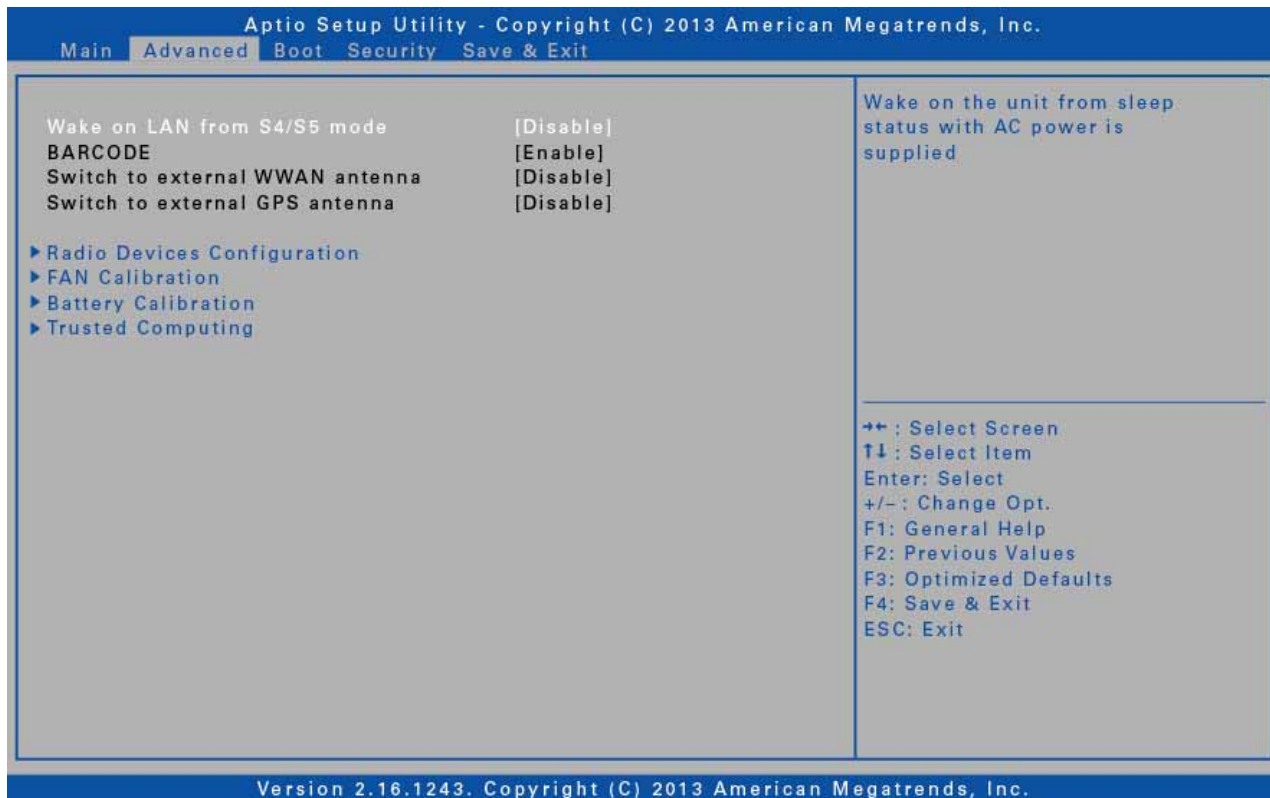 Aptio Setup Utility - Copyright (C) 2013 American Megatrends, Inc.
Main Advanced Boot Security Save & Exit
Wake on LAN from S4/S5 mode [Disable]
BARCODE [Enable]
Switch to external WWAN antenna [Disable]
Switch to external GPS antenna [Disable]
Radio Devices Configuration
FAN Calibration
Battery Calibration
Trusted Computing
Wake on the unit from sleep
status with AC power is
supplied
→← : Select Screen
↑↓ : Select Item
Enter: Select
+/– : Change Opt.
F1: General Help
F2: Previous Values
F3: Optimized Defaults
F4: Save & Exit
ESC: Exit
Version 2.16.1243. Copyright (C) 2013 American Megatrends, Inc.